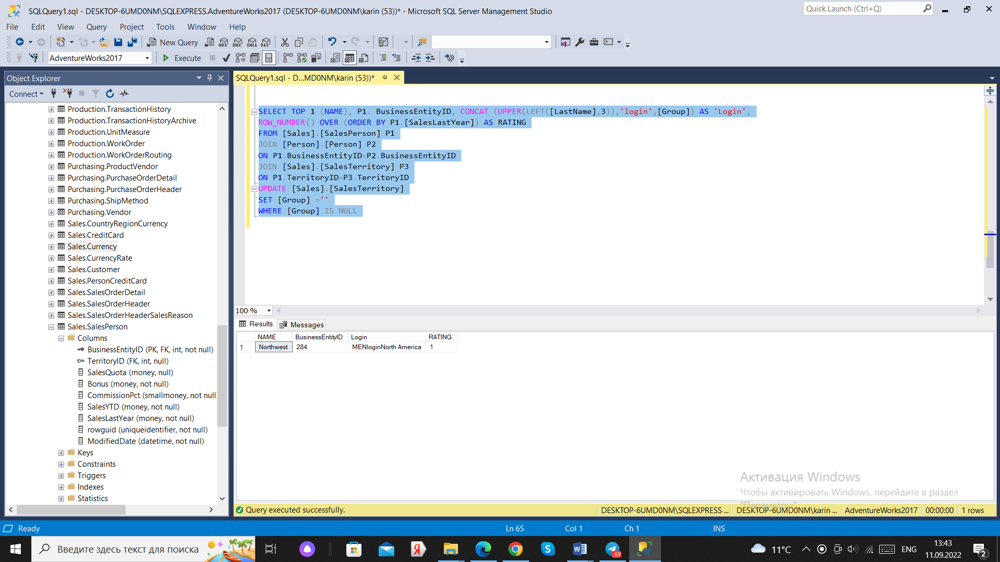 SQLQuery1.sql - DESKTOP-6UMD0NM\SQLEXPRESS.AdventureWorks2017 (DESKTOP-6UMD0NM\karin (53))* - Microsoft SQL Server Management Studio
Quick Launch (Ctrl+Q)
File Edit View Query Project Tools Window Help
New Query MDX DMX XMLA DAX
AdventureWorks2017 Execute
Object Explorer
Connect
Production.TransactionHistory
Production.TransactionHistoryArchive
Production.UnitMeasure
Production.WorkOrder
Production.WorkOrderRouting
Purchasing.ProductVendor
Purchasing.PurchaseOrderDetail
Purchasing.PurchaseOrderHeader
Purchasing.ShipMethod
Purchasing.Vendor
Sales.CountryRegionCurrency
Sales.CreditCard
Sales.Currency
Sales.CurrencyRate
Sales.Customer
Sales.PersonCreditCard
Sales.SalesOrderDetail
Sales.SalesOrderHeader
Sales.SalesOrderHeaderSalesReason
Sales.SalesPerson
Columns
BusinessEntityID (PK, FK, int, not null)
TerritoryID (FK, int, null)
SalesQuota (money, null)
Bonus (money, not null)
CommissionPct (smallmoney, not null
SalesYTD (money, not null)
SalesLastYear (money, not null)
rowguid (uniqueidentifier, not null)
ModifiedDate (datetime, not null)
Keys
Constraints
Triggers
Indexes
Statistics
SQLQuery1.sql - D...MD0NM\karin (53))*
SELECT TOP 1 (NAME), P1. BusinessEntityID, CONCAT (UPPER(LEFT([LastName],3)),'login',[Group]) AS 'Login',
ROW_NUMBER() OVER (ORDER BY P1.[SalesLastYear]) AS RATING
FROM [Sales].[SalesPerson] P1
JOIN [Person].[Person] P2
ON P1.BusinessEntityID=P2.BusinessEntityID
JOIN [Sales].[SalesTerritory] P3
ON P1.TerritoryID=P3.TerritoryID
UPDATE [Sales].[SalesTerritory]
SET [Group] =''
WHERE [Group] IS NULL
100 %
Results Messages
NAME BusinessEntityID Login RATING
1 Northwest 284 MENloginNorth America 1
Активация Windows
Чтобы активировать Windows, перейдите в раздел
"Параметры"
Query executed successfully. DESKTOP-6UMD0NM\SQLEXPRESS ... DESKTOP-6UMD0NM\karin ... AdventureWorks2017 00:00:00 1 rows
Ready Ln 65 Col 1 Ch 1 INS
Введите здесь текст для поиска
Я
S
W
69
11°C
ENG
13:43
11.09.2022
2